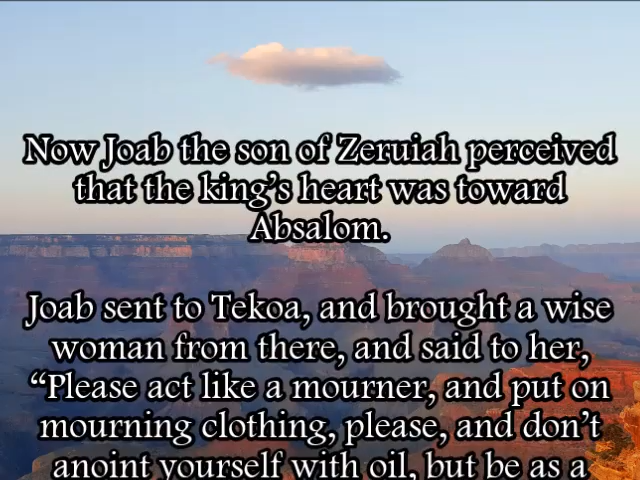 Now Joab the son of Zeruiah perceived
that the king's heart was toward
Absalom.
Joab sent to Tekoa, and brought a wise
woman from there, and said to her,
“Please act like a mourner, and put on
mourning clothing, please, and don't
anoint yourself with oil, but be as a